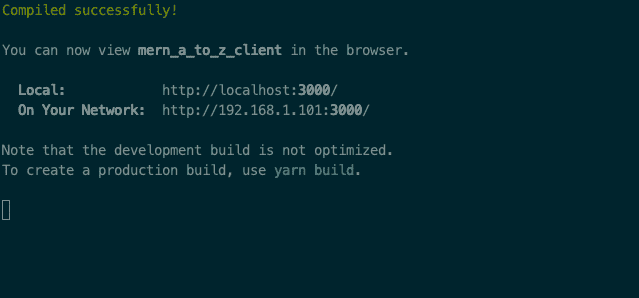 Compiled successfully!
You can now view mern_a_to_z_client in the browser.
Local: http://localhost:3000/
On Your Network: http://192.168.1.101:3000/
Note that the development build is not optimized.
To create a production build, use yarn build.